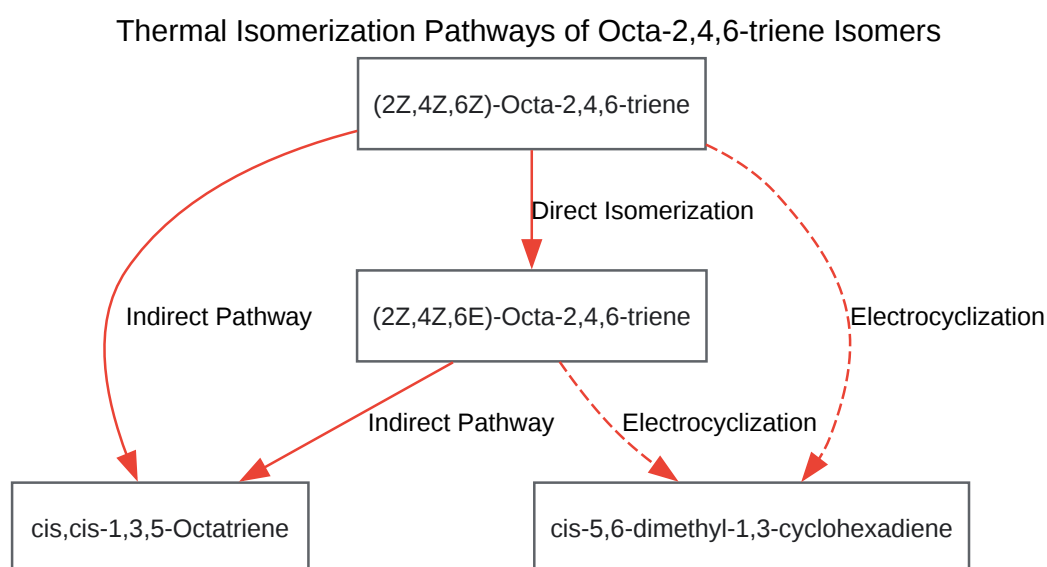 Thermal Isomerization Pathways of Octa-2,4,6-triene Isomers
(2Z,4Z,6Z)-Octa-2,4,6-triene
Direct Isomerization
Indirect Pathway
(2Z,4Z,6E)-Octa-2,4,6-triene
Electrocyclization
Indirect Pathway
Electrocyclization
cis,cis-1,3,5-Octatriene
cis-5,6-dimethyl-1,3-cyclohexadiene